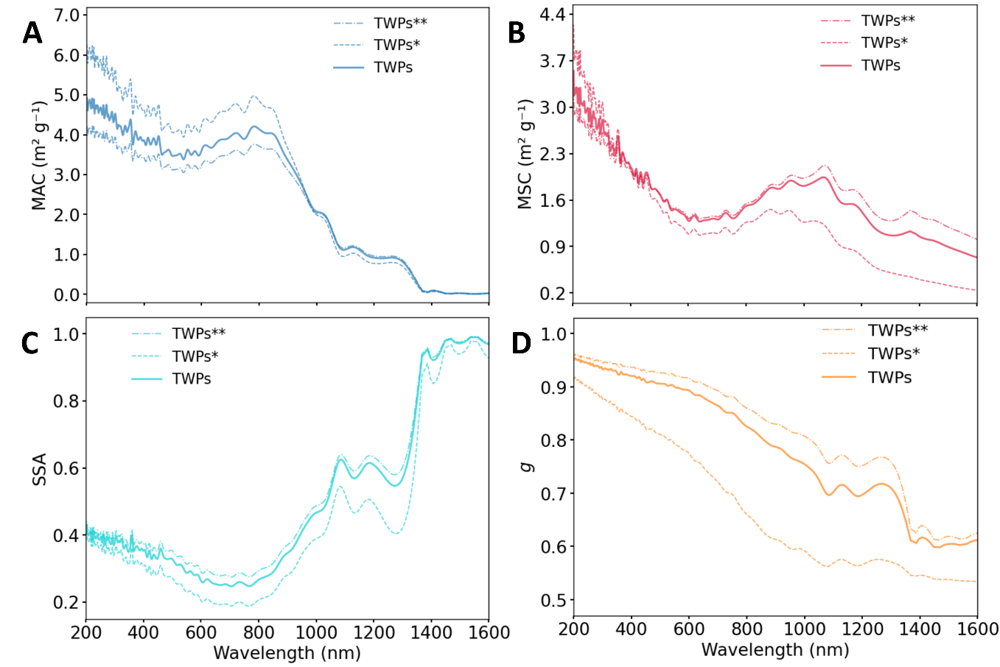 A
7.0
6.0
5.0
4.0
3.0
2.0
1.0
0.0
MAC (m² g⁻¹)
TWPs**
TWPs*
TWPs
B
4.4
3.7
3.0
2.3
1.6
0.9
0.2
MSC (m² g⁻¹)
TWPs**
TWPs*
TWPs
C
1.0
0.8
0.6
0.4
0.2
SSA
TWPs**
TWPs*
TWPs
200 400 600 800 1000 1200 1400 1600
Wavelength (nm)
D
1.0
0.9
0.8
0.7
0.6
0.5
g
TWPs**
TWPs*
TWPs
200 400 600 800 1000 1200 1400 1600
Wavelength (nm)